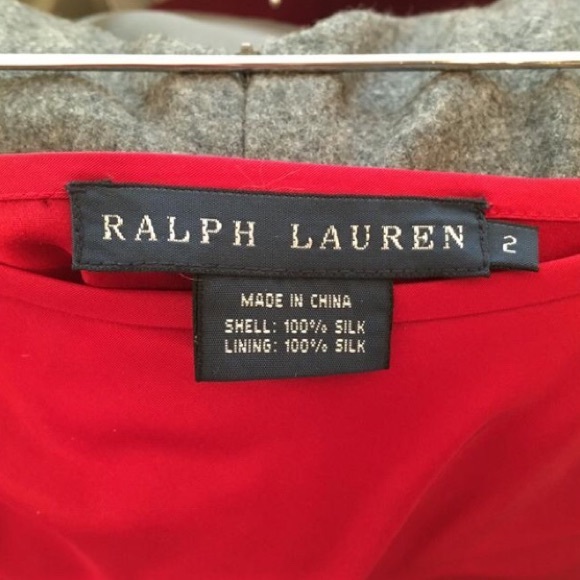 RALPH LAUREN
2
MADE IN CHINA
SHELL: 100% SILK
LINING: 100% SILK